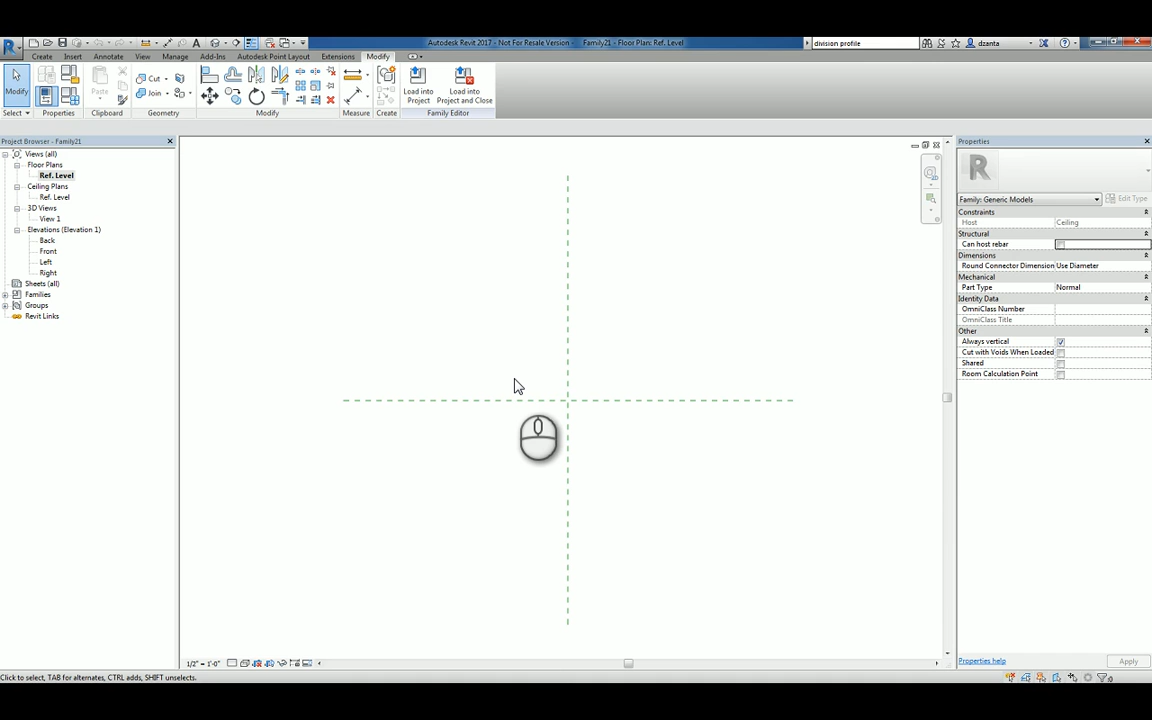 Autodesk Revit 2017 - Not For Resale Version - Family21 - Floor Plan: Ref. Level
division profile
dzanta
Create Insert Annotate View Manage Add-Ins Autodesk Point Layout Extensions Modify
Modify
Paste
Cut
Join
Load into Project
Load into Project and Close
Select Properties Clipboard Geometry Modify Measure Create Family Editor
Project Browser - Family21
Views (all)
Floor Plans
Ref. Level
Ceiling Plans
Ref. Level
3D Views
View 1
Elevations (Elevation 1)
Back
Front
Left
Right
Sheets (all)
Families
Groups
Revit Links
Properties
R
Family: Generic Models
Edit Type
Constraints
Host Ceiling
Structural
Can host rebar
Dimensions
Round Connector Dimension Use Diameter
Mechanical
Part Type Normal
Identity Data
OmniClass Number
OmniClass Title
Other
Always vertical
Cut with Voids When Loaded
Shared
Room Calculation Point
Properties help
Apply
1/2" = 1'-0"
Click to select, TAB for alternates, CTRL adds, SHIFT unselects.